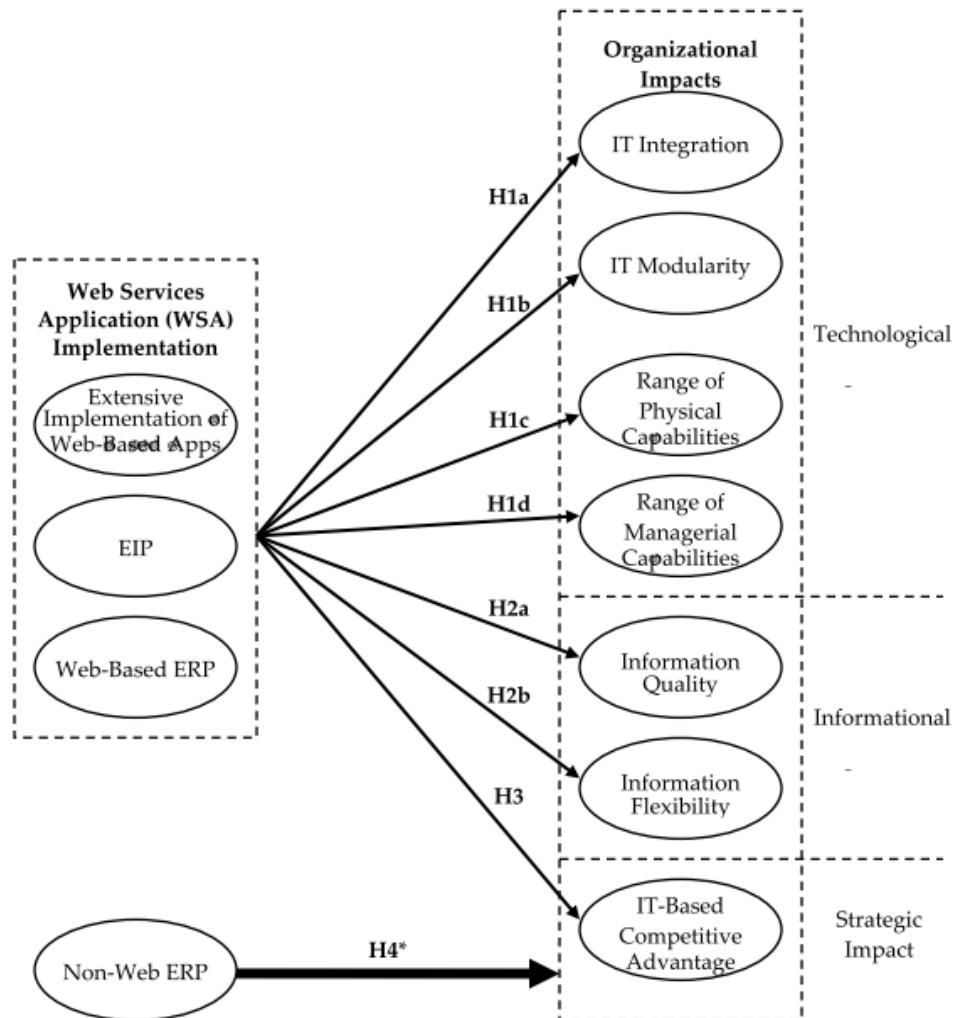 Organizational
Impacts
IT Integration
H1a
IT Modularity
Web Services
Application (WSA)
Implementation
H1b
Technological
Extensive
Implementation of
Web-Based Apps
Range of
Physical
Capabilities
H1c
-
H1d
Range of
Managerial
Capabilities
EIP
H2a
Web-Based ERP
Information
Quality
H2b
Informational
-
Information
Flexibility
H3
IT-Based
Competitive
Advantage
Strategic
Impact
H4*
Non-Web ERP